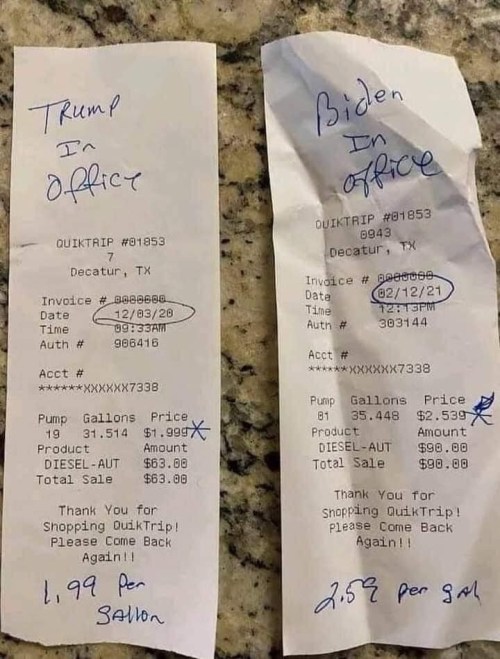 TRump
In
Office
QUIKTRIP #01853
7
Decatur, TX
Invoice # 0000000
Date 12/03/20
Time 09:33AM
Auth # 906416
Acct #
******XXXXXX7338
Pump Gallons Price
19 31.514 $1.999
Product Amount
DIESEL-AUT $63.00
Total Sale $63.00
Thank You for
Shopping QuikTrip!
Please Come Back
Again!!
1.99 Per
gallon
Biden
In
office
QUIKTRIP #01853
0943
Decatur, TX
Invoice # 0000000
Date 02/12/21
Time 12:13PM
Auth # 303144
Acct #
******XXXXXX7338
Pump Gallons Price
01 35.448 $2.539
Product Amount
DIESEL-AUT $90.00
Total Sale $90.00
Thank You for
Shopping QuikTrip!
Please Come Back
Again!!
2.59 per gal